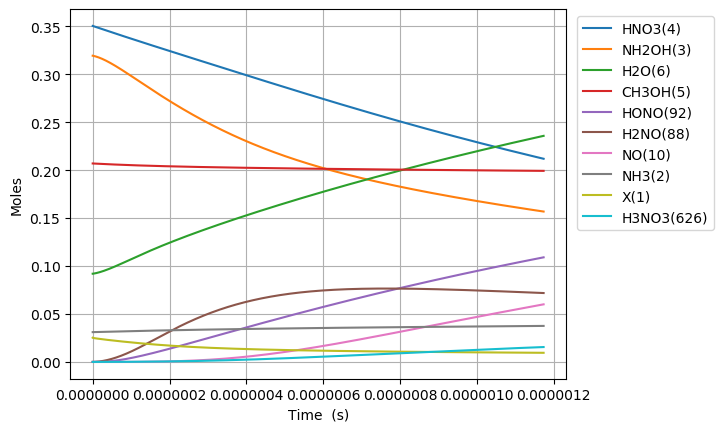 0.35
0.30
0.25
0.20
0.15
0.10
0.05
0.00
Moles
0.0000000 0.0000002 0.0000004 0.0000006 0.0000008 0.0000010 0.0000012
Time (s)
HNO3(4)
NH2OH(3)
H2O(6)
CH3OH(5)
HONO(92)
H2NO(88)
NO(10)
NH3(2)
X(1)
H3NO3(626)